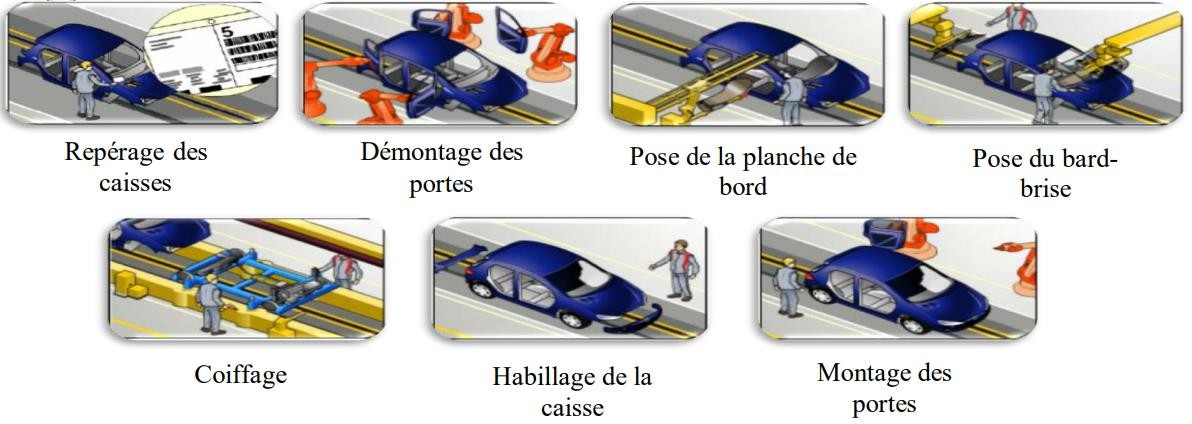 5
Repérage des
caisses
Démontage des
portes
Pose de la planche de
bord
Pose du bard-
brise
Coiffage
Habillage de la
caisse
Montage des
portes